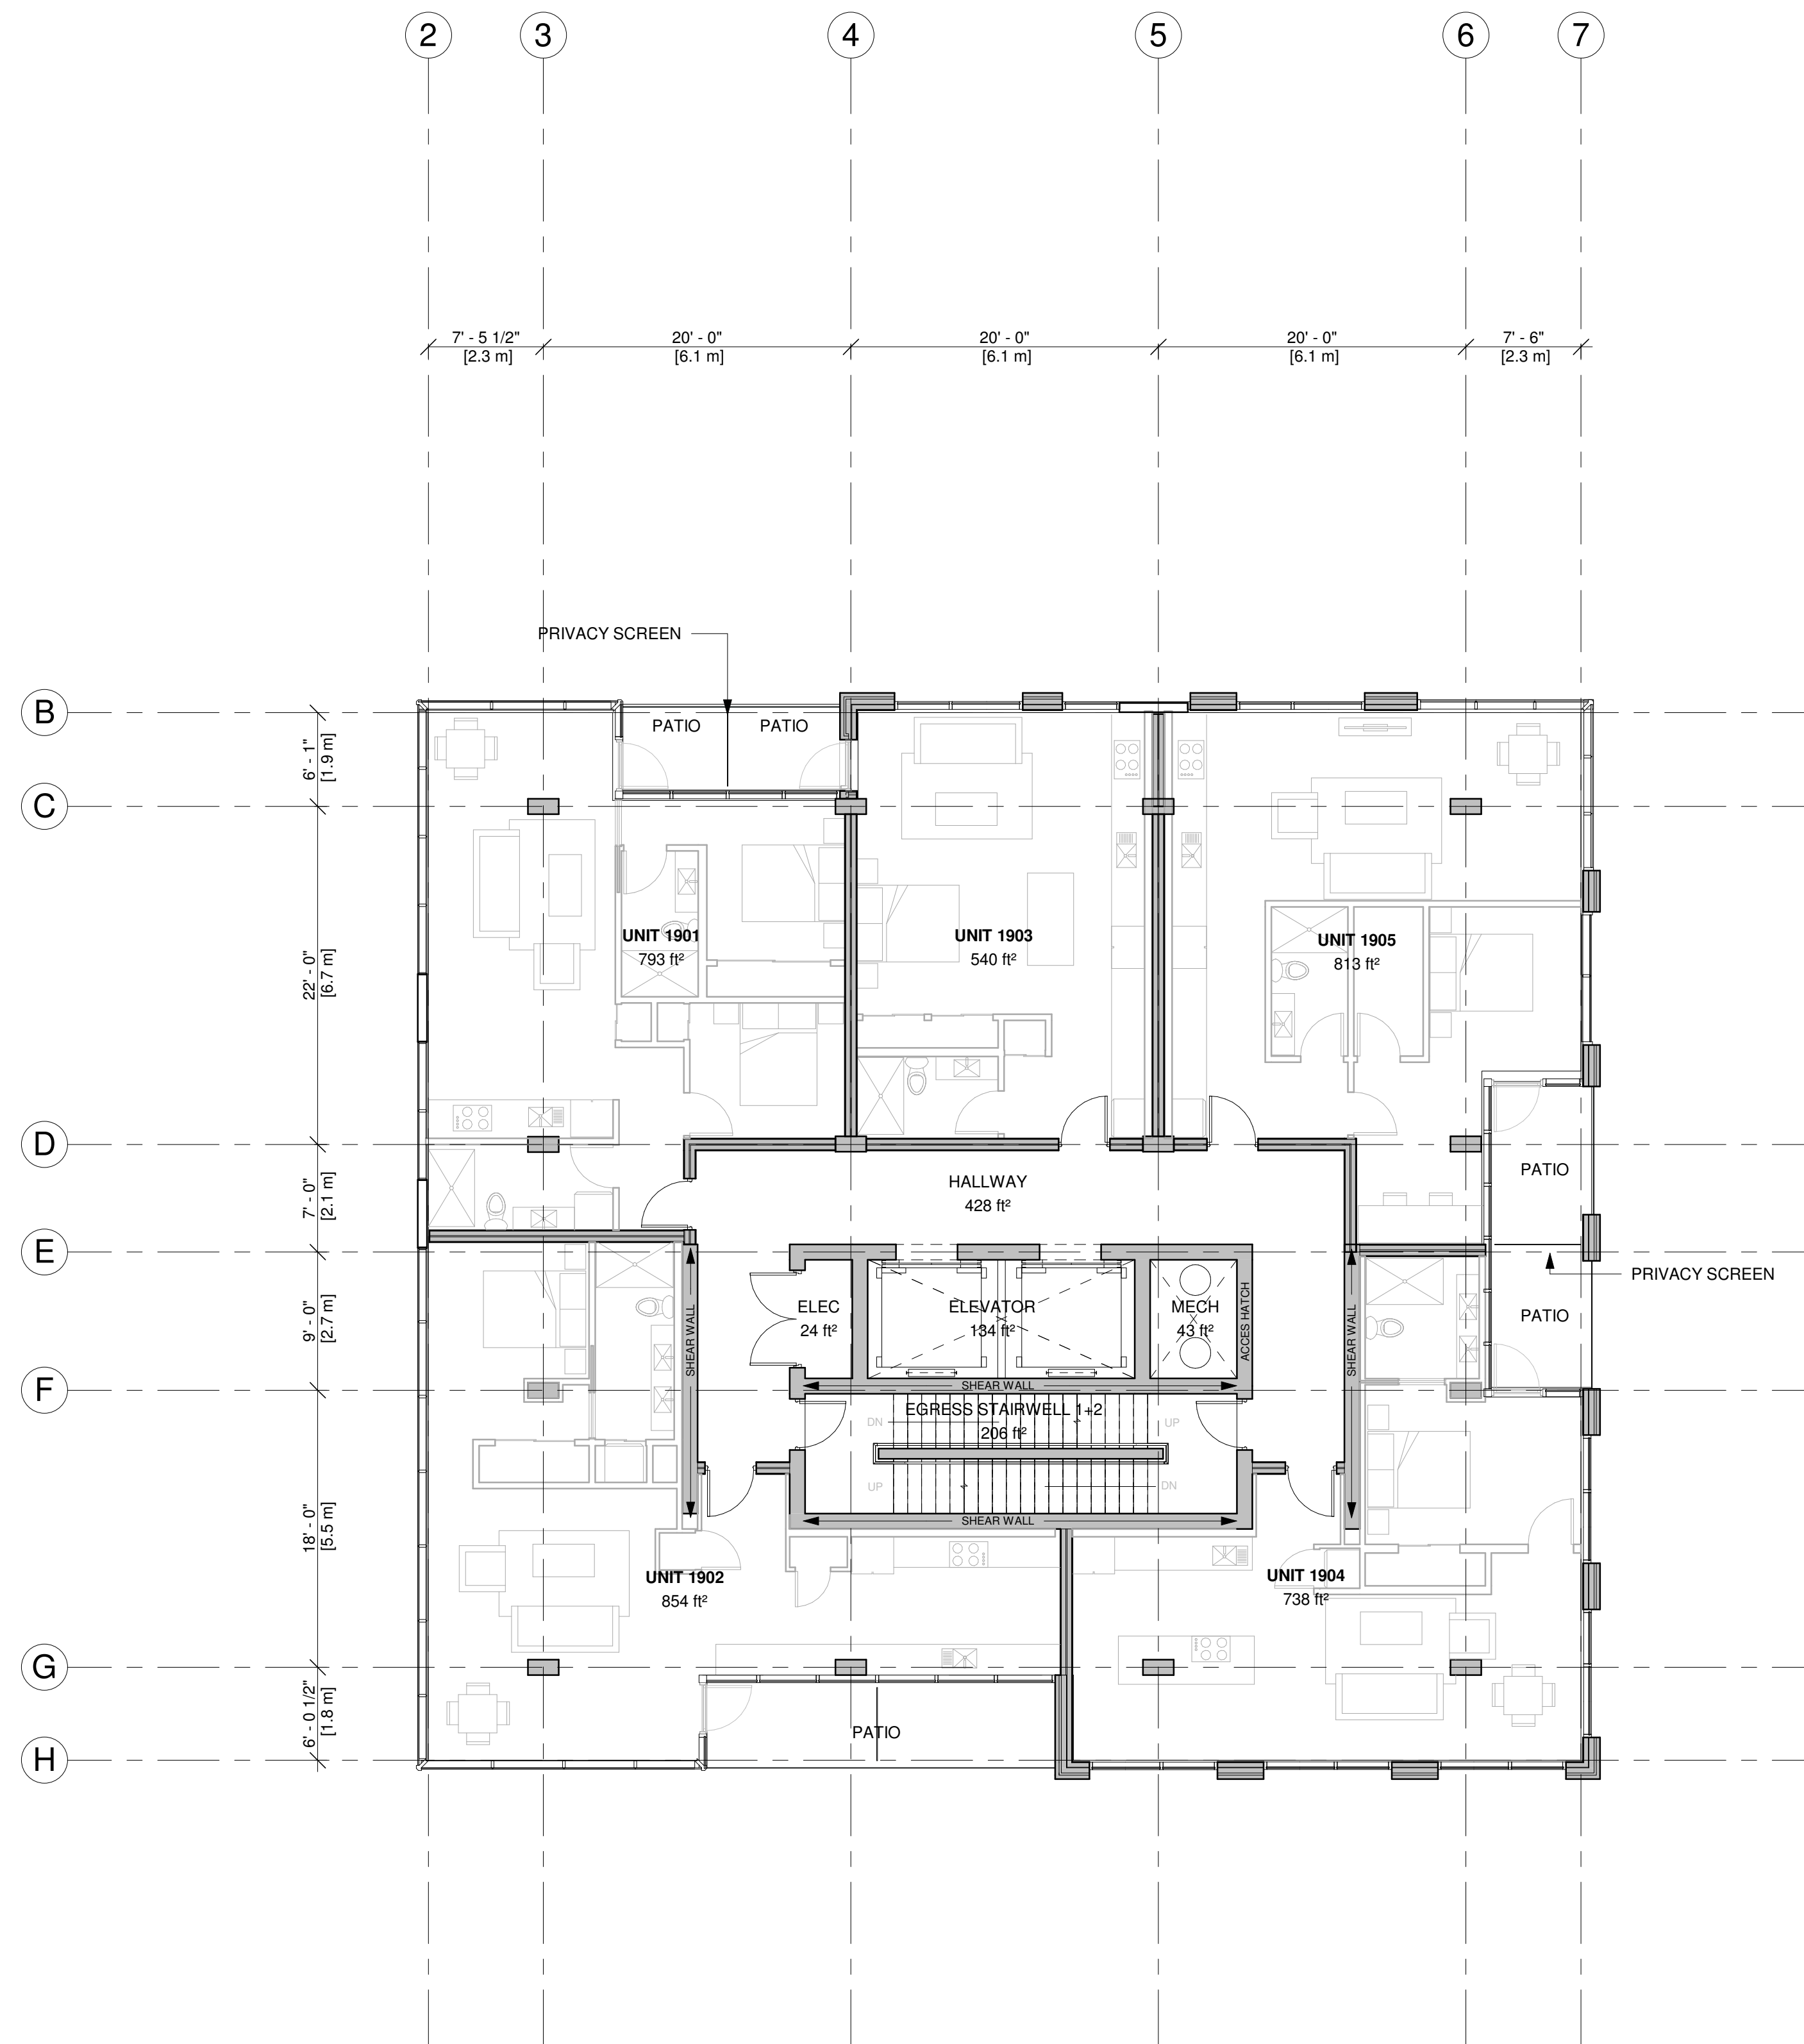 2 3 4 5 6 7
7' - 5 1/2" 20' - 0" 20' - 0" 20' - 0" 7' - 6"
[2.3 m] [6.1 m] [6.1 m] [6.1 m] [2.3 m]
PRIVACY SCREEN
B
PATIO PATIO
6' - 1"
[1.9 m]
C
UNIT 1901
793 ft²
UNIT 1903
540 ft²
UNIT 1905
813 ft²
22' - 0"
[6.7 m]
D
PATIO
HALLWAY
428 ft²
7' - 0"
[2.1 m]
E
PRIVACY SCREEN
ELEC
24 ft²
ELEVATOR
134 ft²
MECH
43 ft²
ACCES HATCH
PATIO
SHEAR WALL
SHEAR WALL
9' - 0"
[2.7 m]
F
SHEAR WALL
EGRESS STAIRWELL 1+2
206 ft²
DN UP
UP DN
SHEAR WALL
18' - 0"
[5.5 m]
UNIT 1902
854 ft²
UNIT 1904
738 ft²
G
6' - 0 1/2"
[1.8 m]
PATIO
H